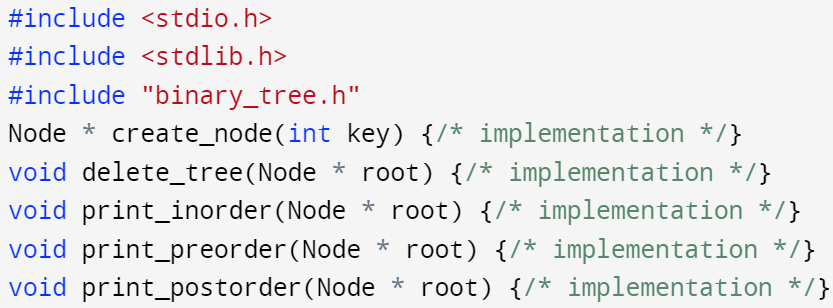 #include <stdio.h>
#include <stdlib.h>
#include "binary_tree.h"
Node * create_node(int key) {/* implementation */}
void delete_tree(Node * root) {/* implementation */}
void print_inorder(Node * root) {/* implementation */}
void print_preorder(Node * root) {/* implementation */}
void print_postorder(Node * root) {/* implementation */}